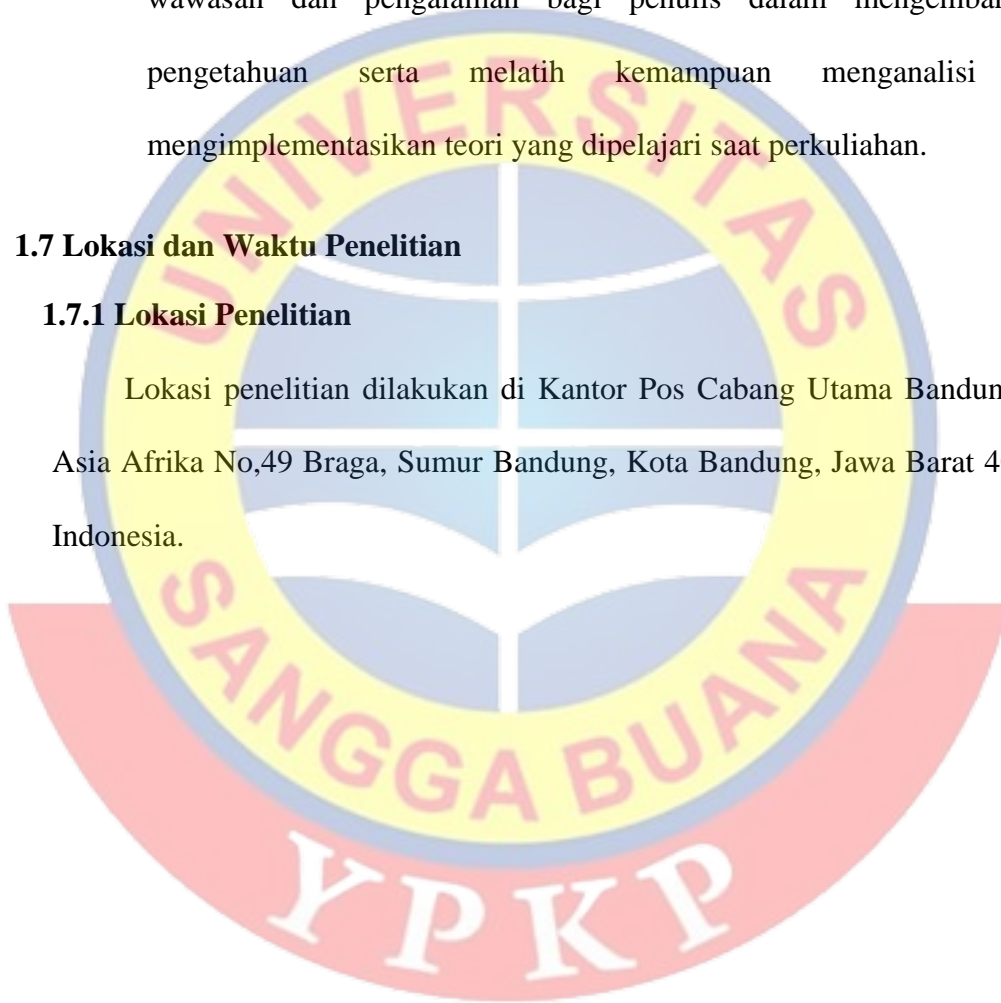 wawasan dan pengalaman bagi penulis dalam
pengetahuan serta melatih kemampuan menganalisi
mengimplementasikan teori yang dipelajari saat perkuliahan.
1.7 Lokasi dan Waktu Penelitian
1.7.1 Lokasi Penelitian
Lokasi penelitian dilakukan di Kantor Pos Cabang Utama Bandun
Asia Afrika No,49 Braga, Sumur Bandung, Kota Bandung, Jawa Barat 4
Indonesia.
UNIVERSITAS
SANGGA BUANA
YPKP